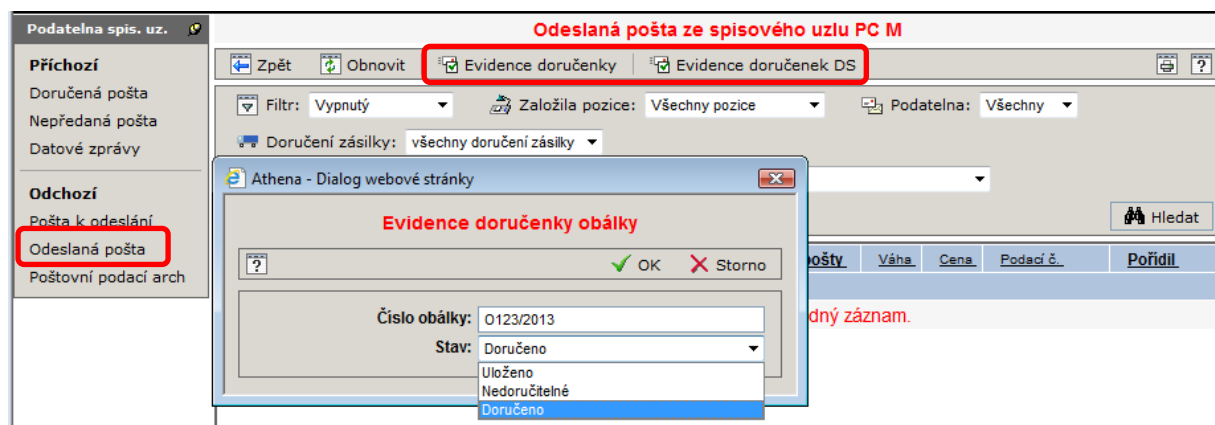 Podatelna spis. uz.
Odeslaná pošta ze spisového uzlu PC M
Příchozí
Doručená pošta
Nepředaná pošta
Datové zprávy
Odchozí
Pošta k odeslání
Odeslaná pošta
Poštovní podací arch
Zpět Obnovit Evidence doručenky Evidence doručenek DS ?
Filtr: Vypnutý Založila pozice: Všechny pozice Podatelna: Všechny
Doručení zásilky: všechny doručení zásilky
Hledat
pošty Váha Cena Podací č. Pořídil
dný záznam.
Athena - Dialog webové stránky
Evidence doručenky obálky
? OK Storno
Číslo obálky: O123/2013
Stav: Doručeno
Uloženo
Nedoručitelné
Doručeno